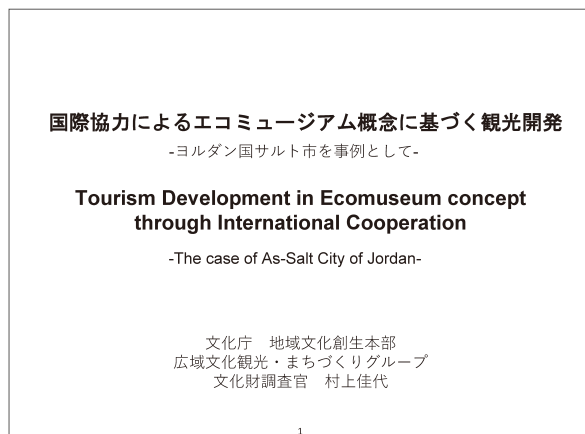 国際協力によるエコミュージアム概念に基づく観光開発
-ヨルダン国サルト市を事例として-
Tourism Development in Ecomuseum concept
through International Cooperation
-The case of As-Salt City of Jordan-
文化庁　地域文化創生本部
広域文化観光・まちづくりグループ
文化財調査官　村上佳代
1